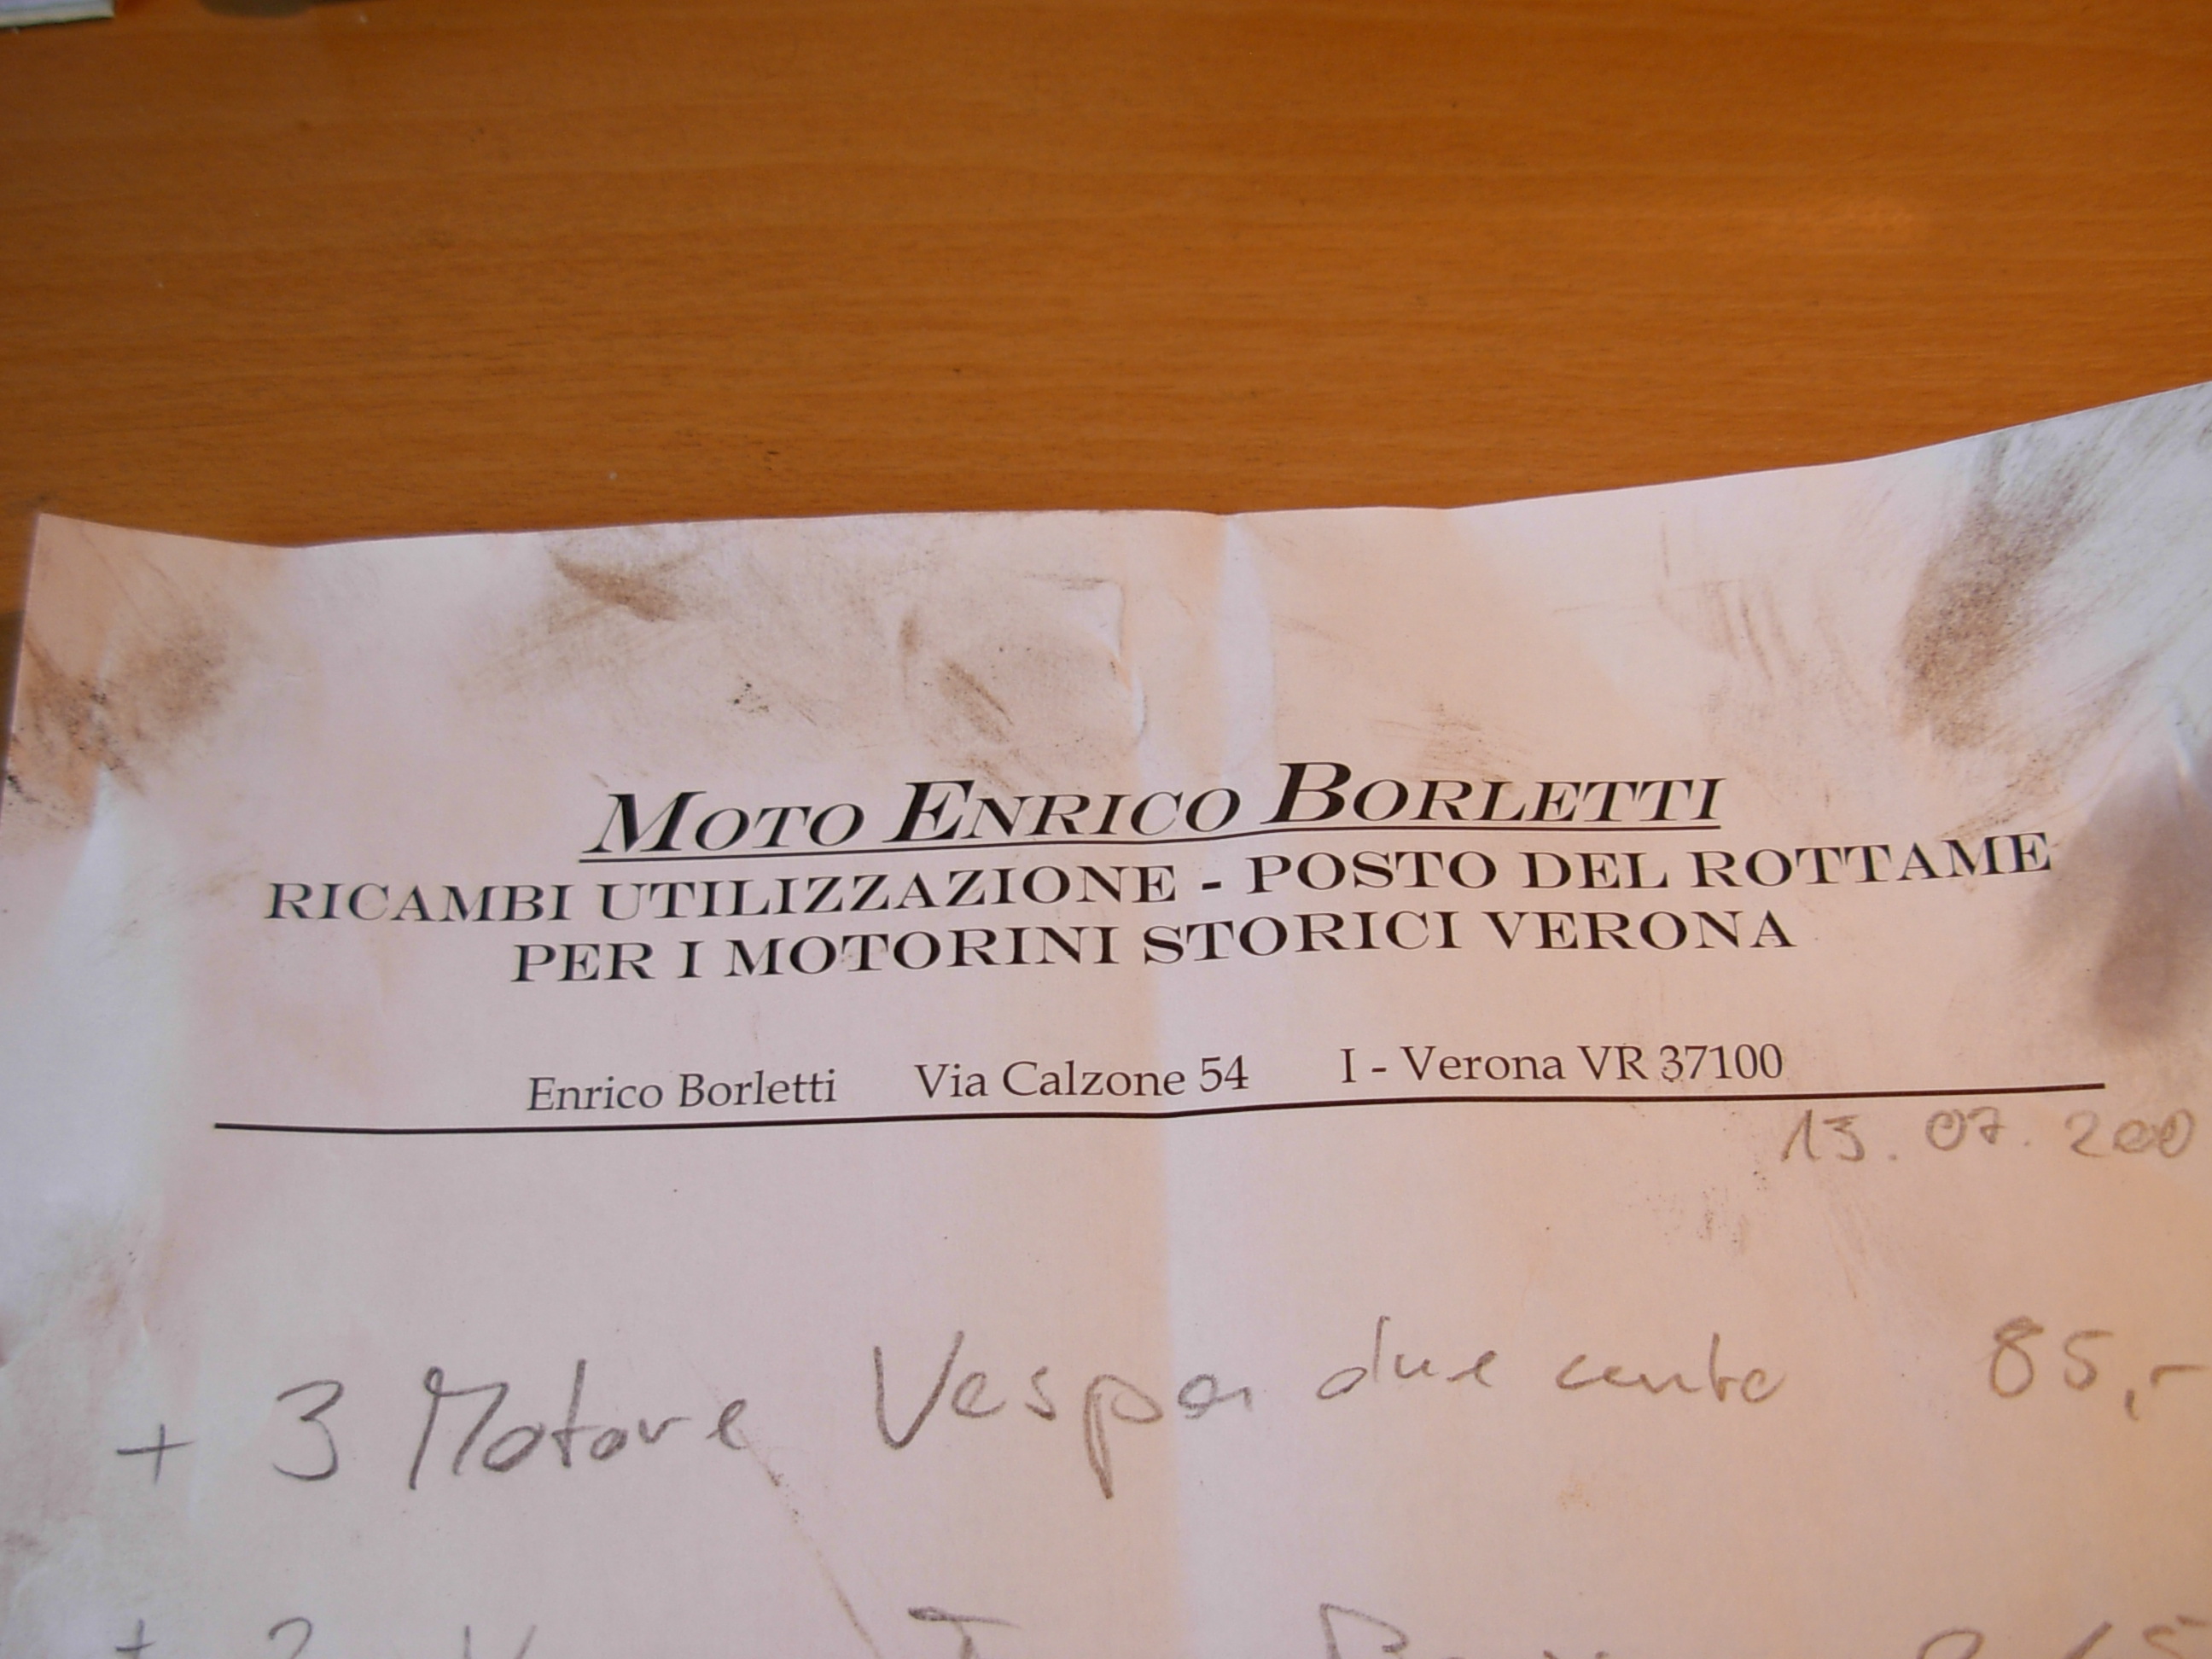 MOTO ENRICO BORLETTI
RICAMBI UTILIZZAZIONE - POSTO DEL ROTTAME
PER I MOTORINI STORICI VERONA
Enrico Borletti Via Calzone 54 I - Verona VR 37100
13.07.200
+ 3 Motore Vespa due cento 85,-